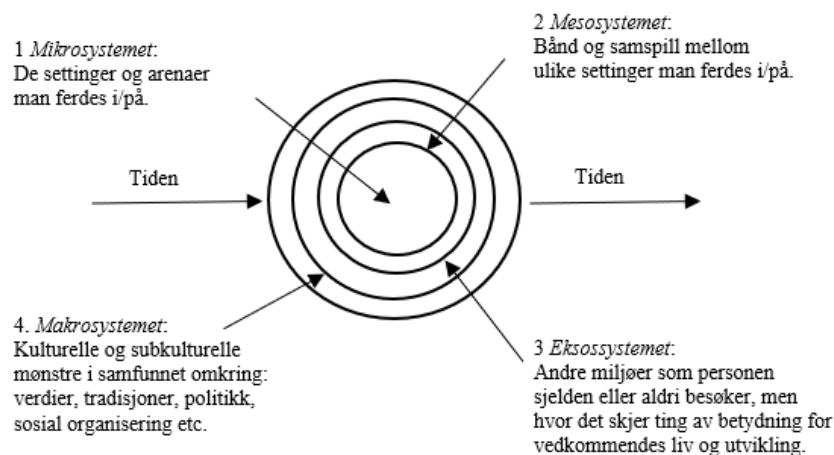 1 Mikrosystemet:
De settinger og arenaer
man ferdes i/på.
2 Mesosystemet:
Bånd og samspill mellom
ulike settinger man ferdes i/på.
Tiden
Tiden
4. Makrosystemet:
Kulturelle og subkulturelle
mønstre i samfunnet omkring:
verdier, tradisjoner, politikk,
sosial organisering etc.
3 Eksossystemet:
Andre miljøer som personen
sjelden eller aldri besøker, men
hvor det skjer ting av betydning for
vedkommendes liv og utvikling.